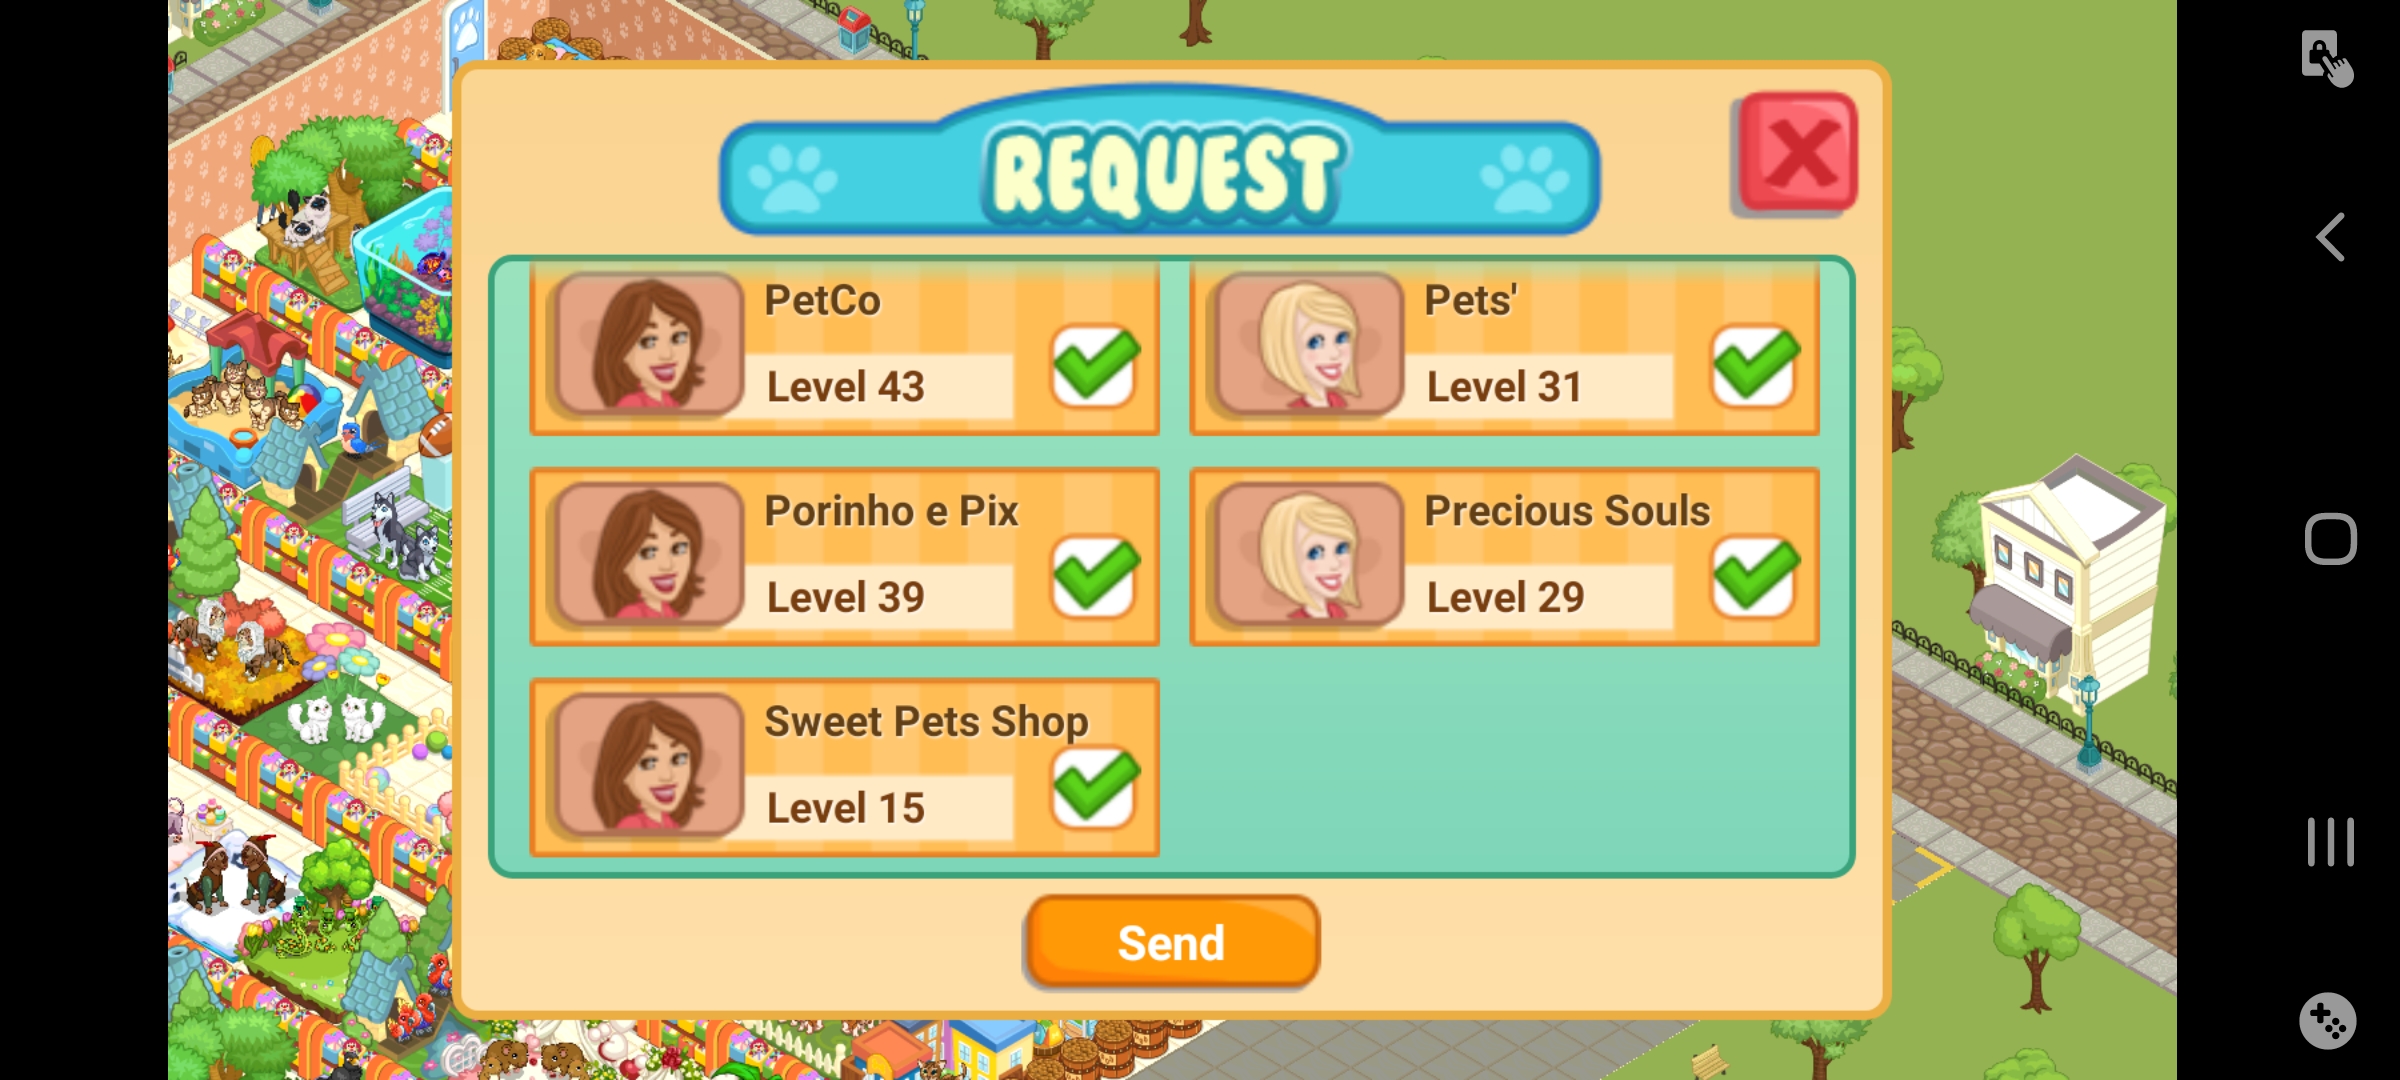 REQUEST
PetCo
Level 43
Pets'
Level 31
Porinho e Pix
Level 39
Precious Souls
Level 29
Sweet Pets Shop
Level 15
Send